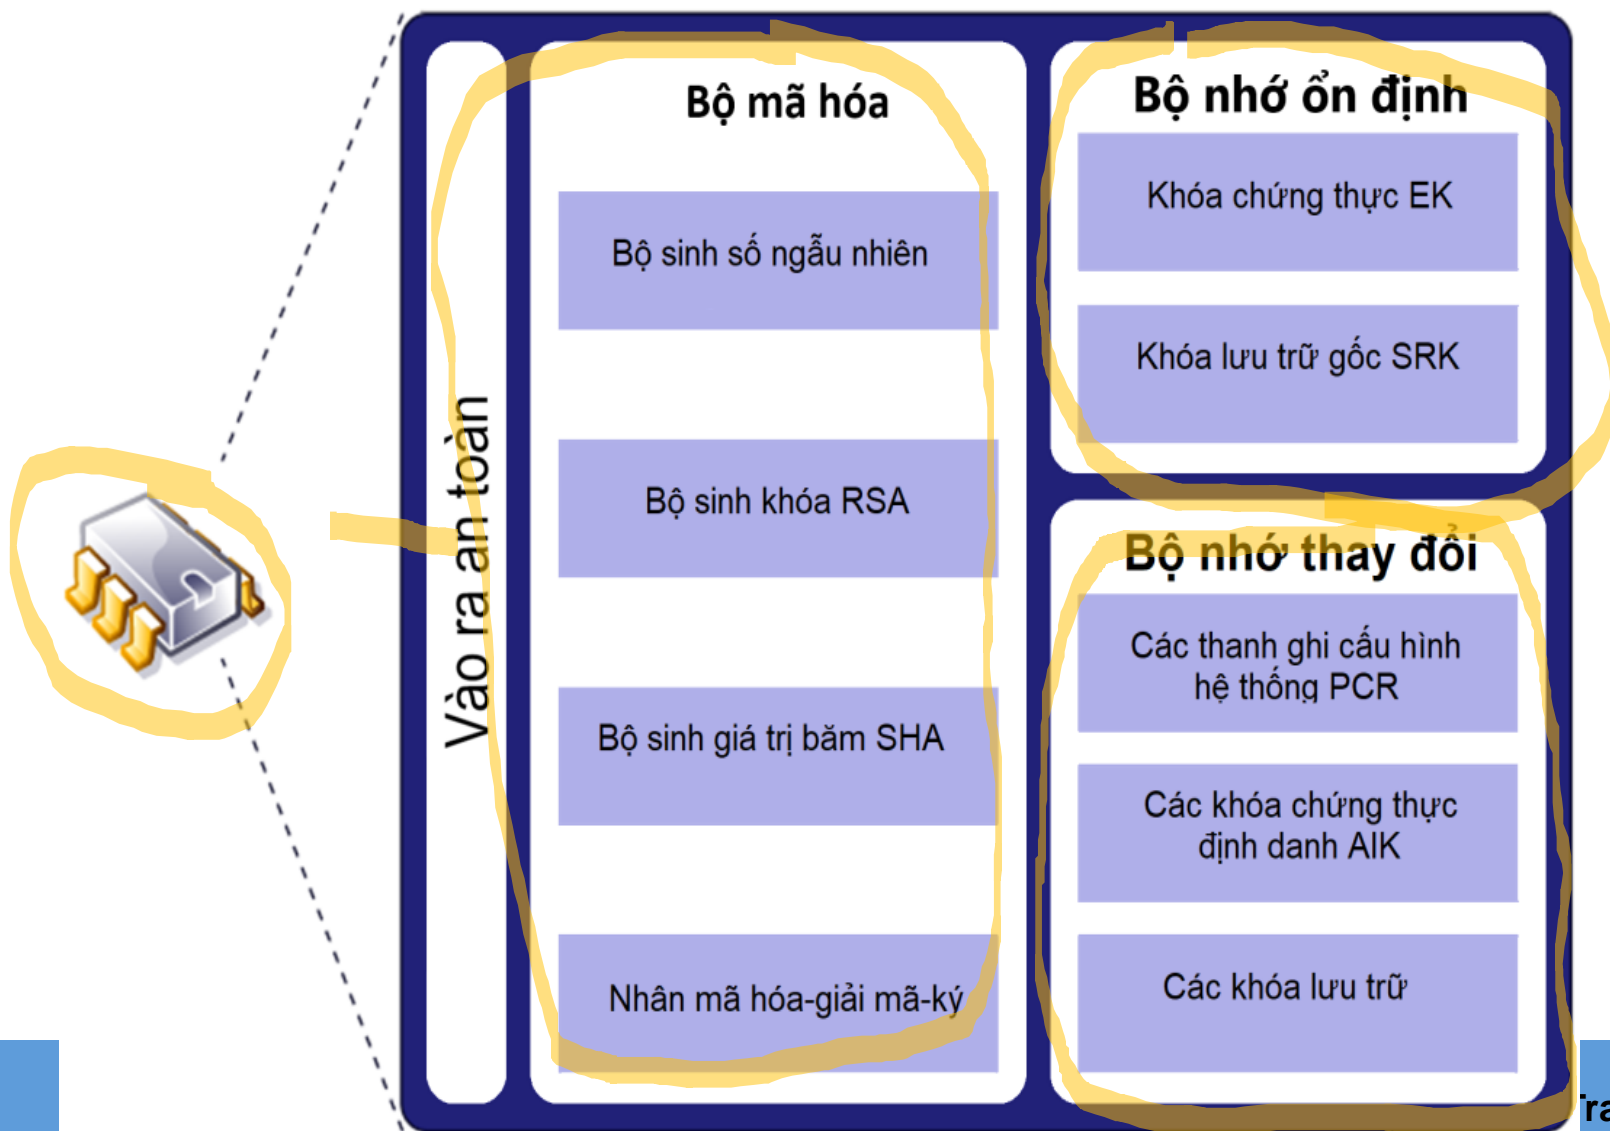 Vào ra an toàn
Bộ mã hóa
Bộ sinh số ngẫu nhiên
Bộ sinh khóa RSA
Bộ sinh giá trị băm SHA
Nhân mã hóa-giải mã-ký
Bộ nhớ ổn định
Khóa chứng thực EK
Khóa lưu trữ gốc SRK
Bộ nhớ thay đổi
Các thanh ghi cấu hình
hệ thống PCR
Các khóa chứng thực
định danh AIK
Các khóa lưu trữ